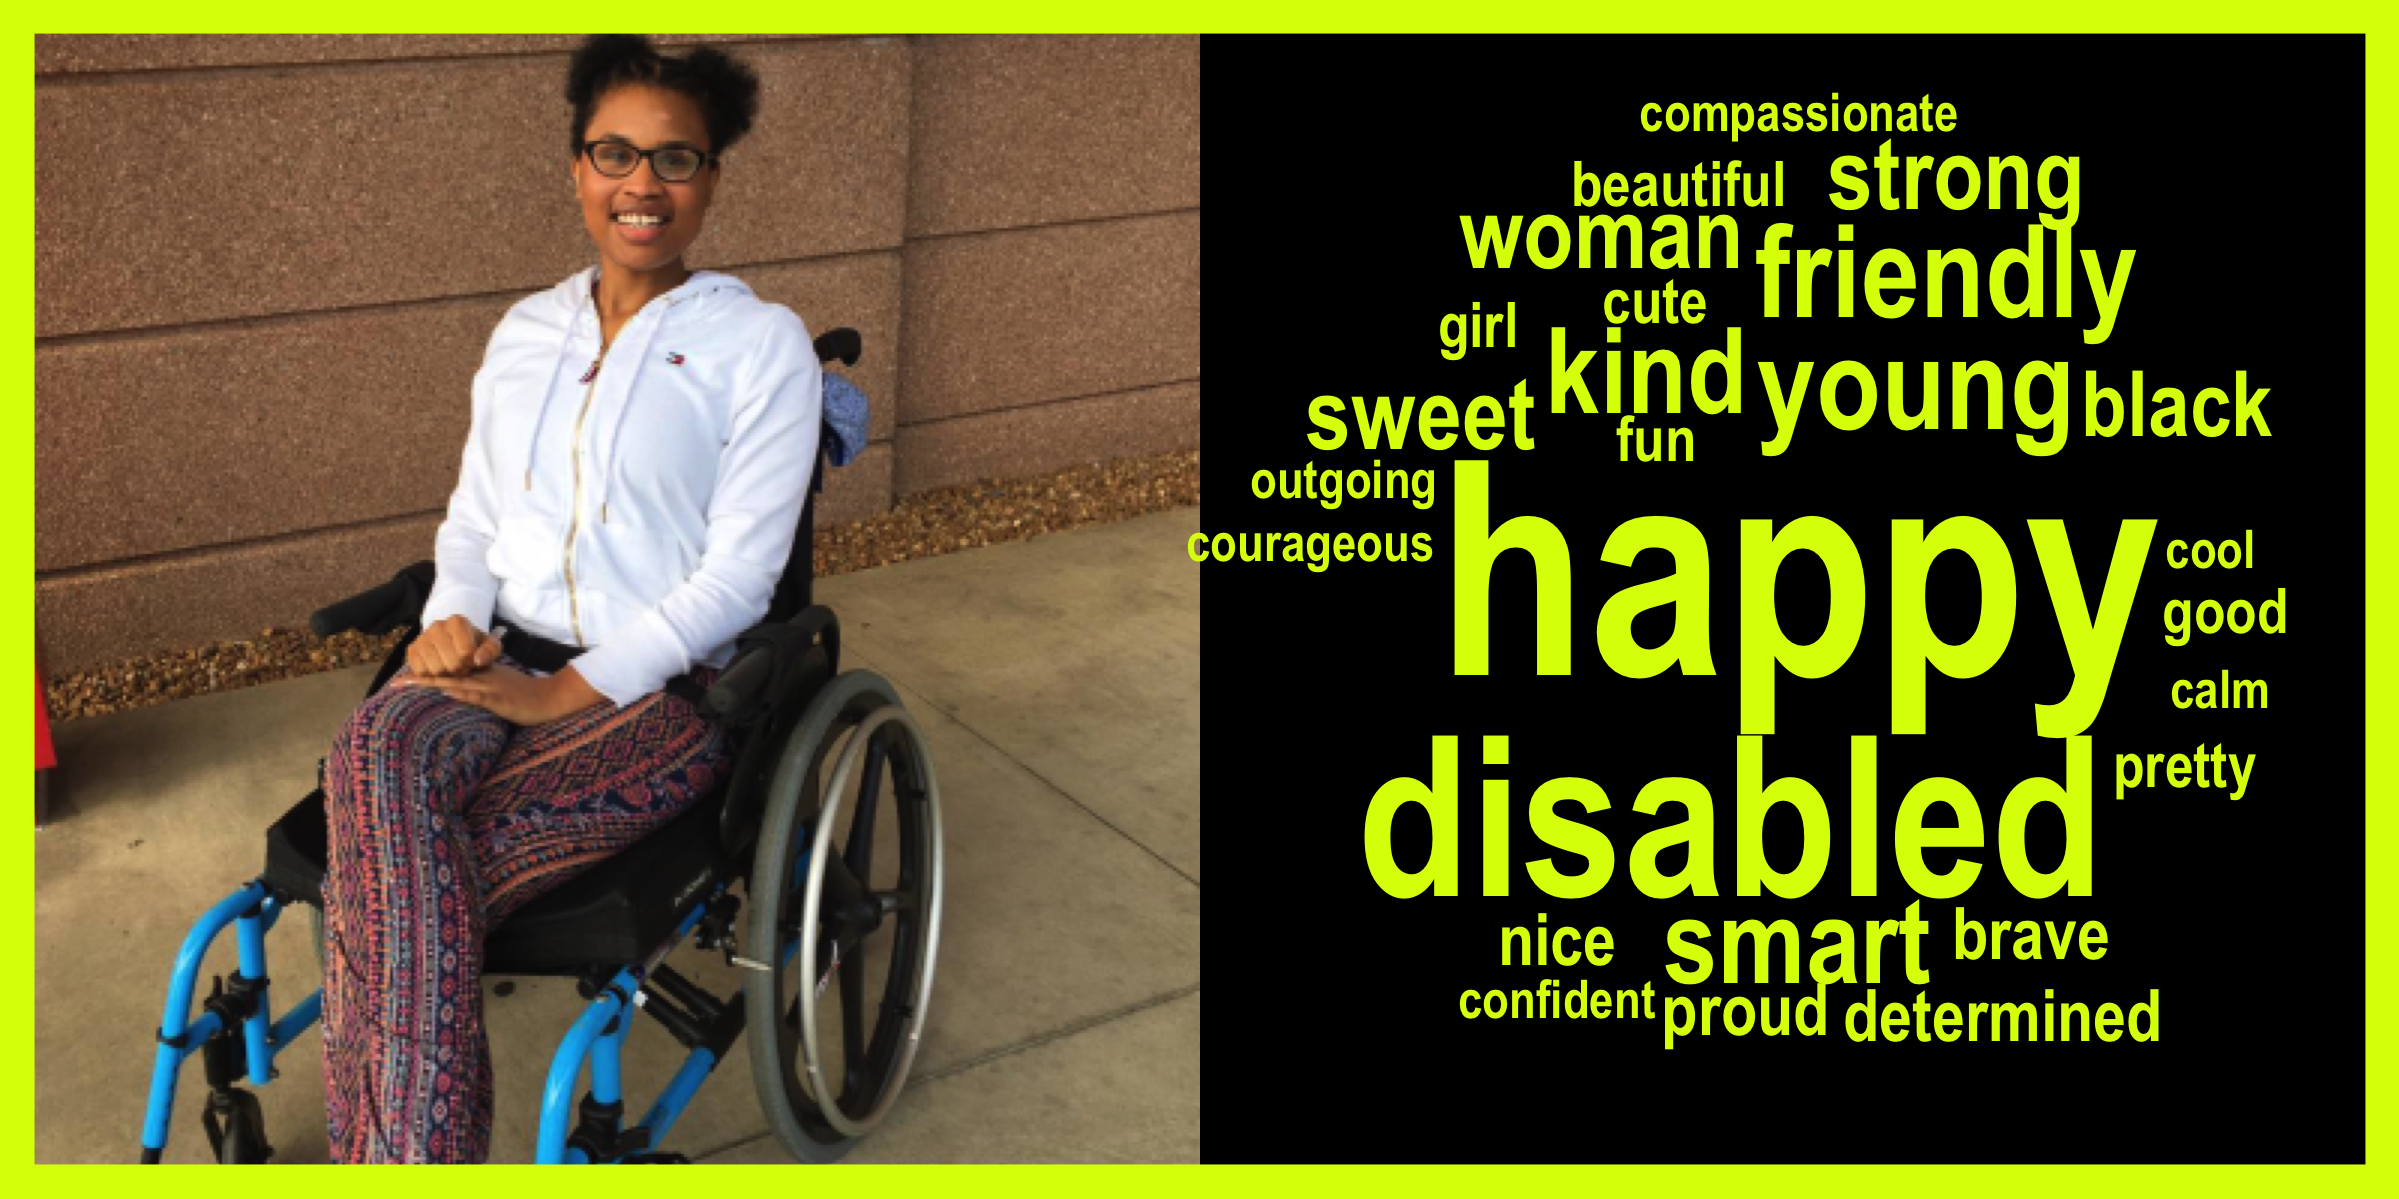 compassionate
beautiful strong
woman friendly
girl cute
kind young black
sweet fun
outgoing
courageous happy cool
good
calm
disabled pretty
nice smart brave
confident proud determined